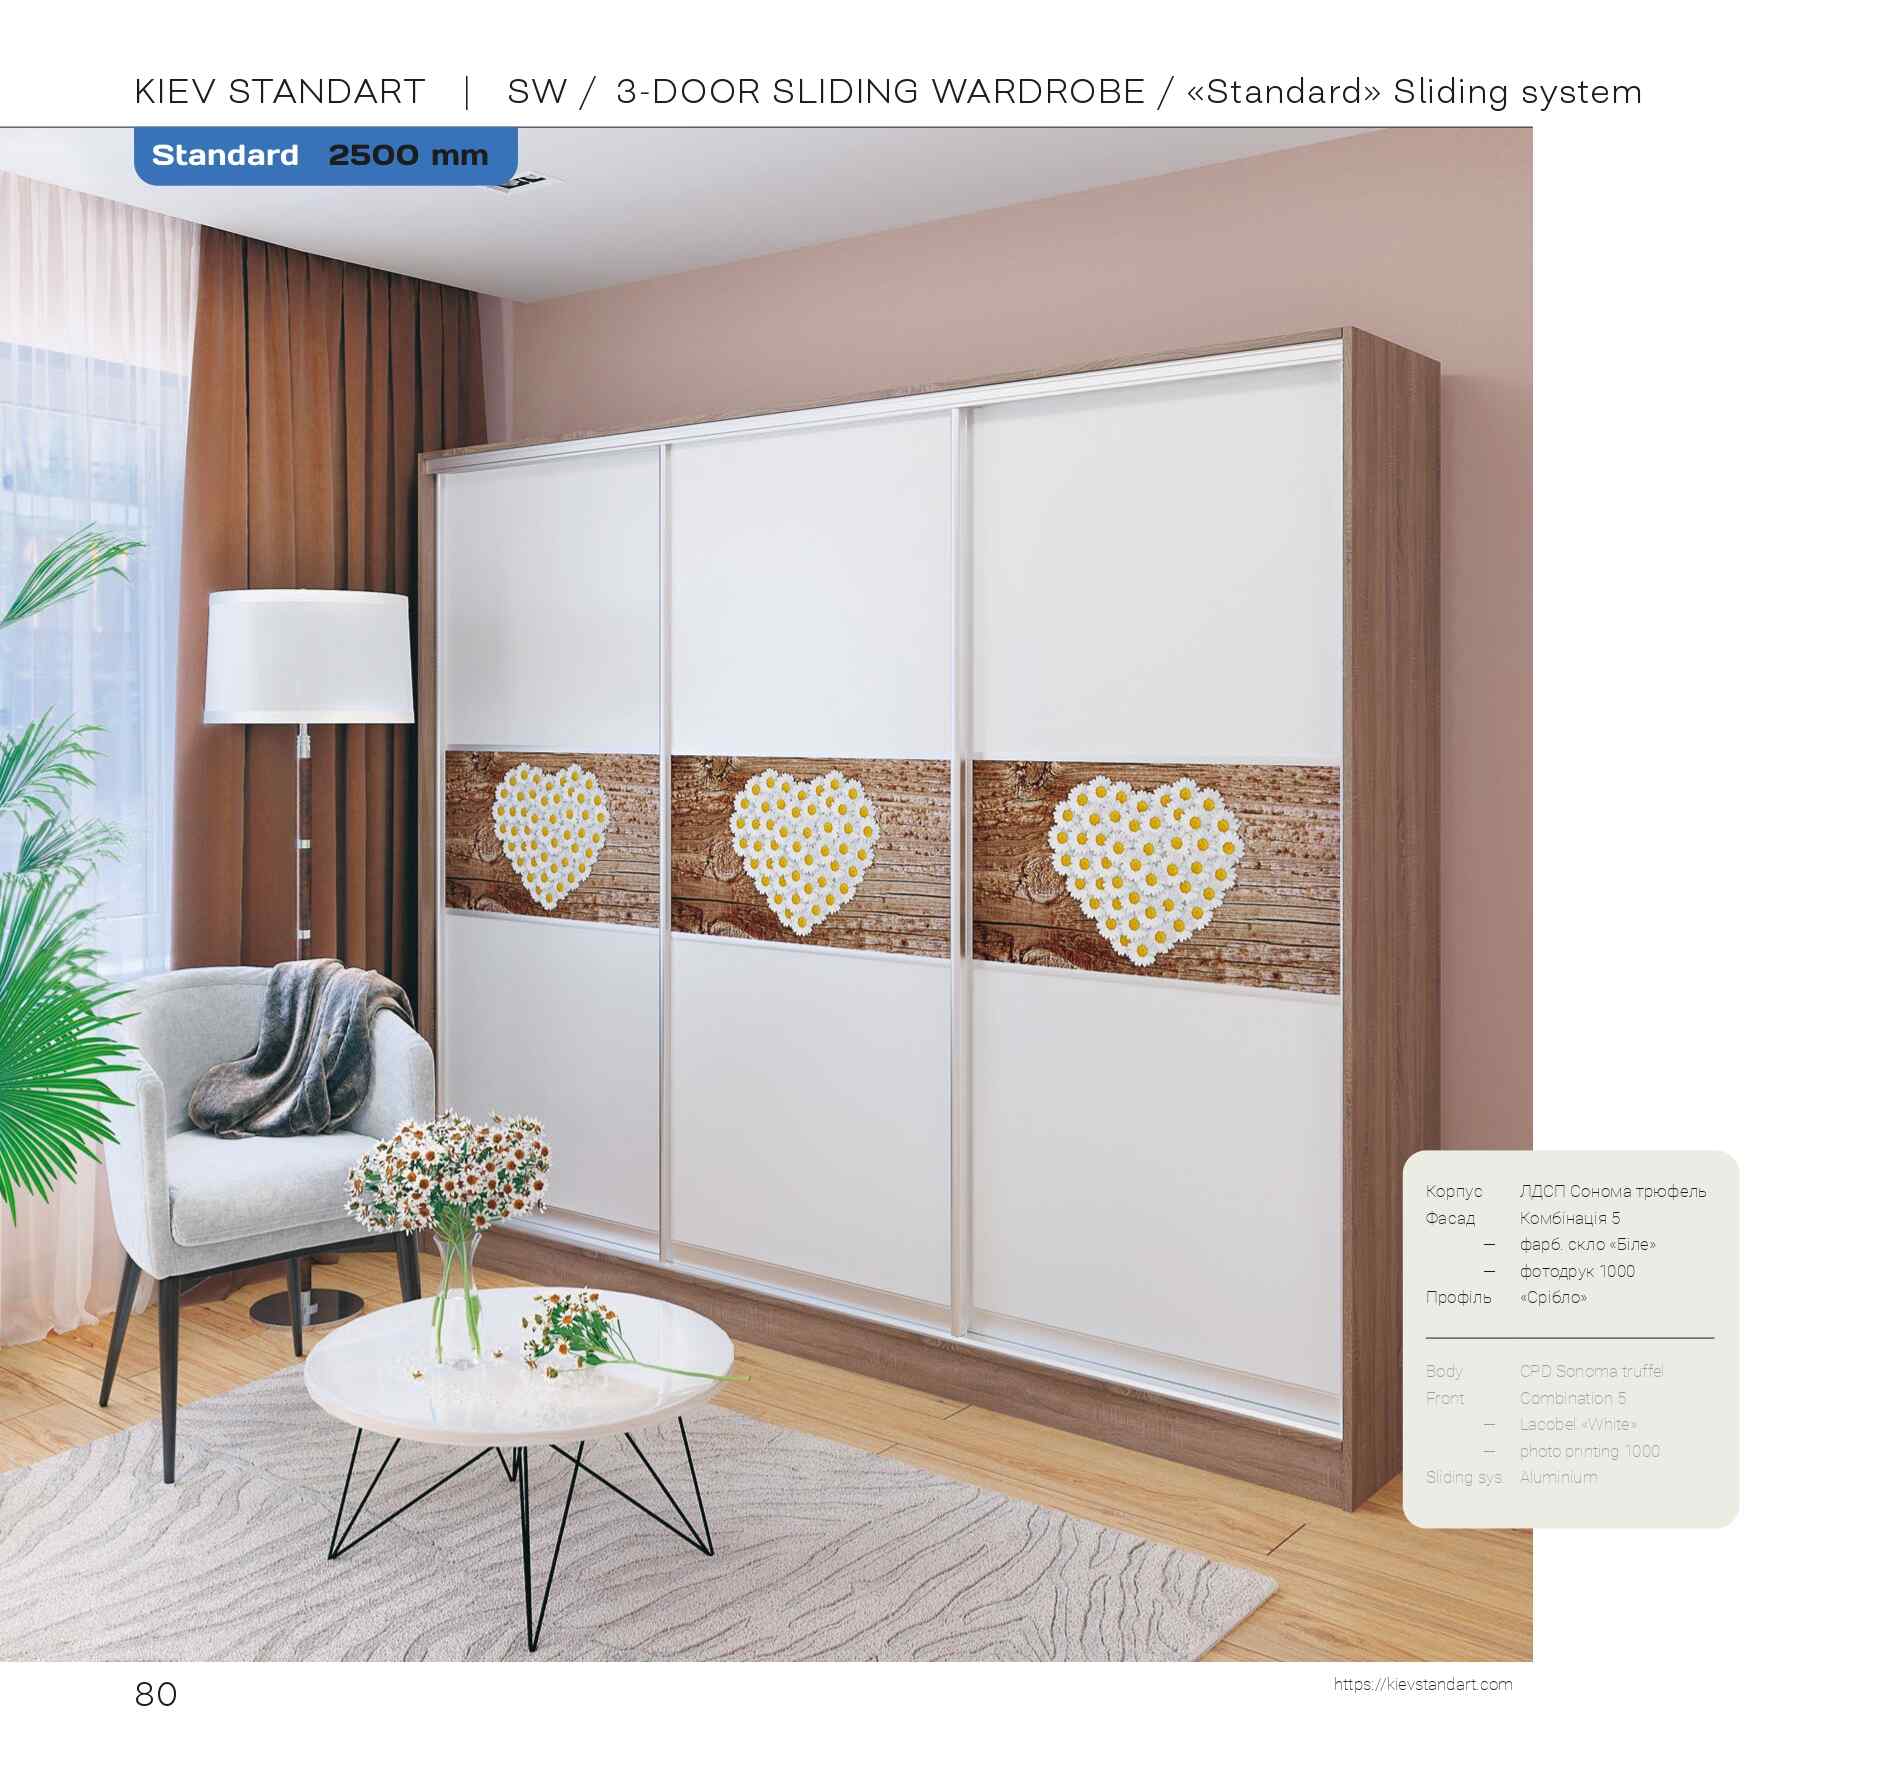 KIEV STANDART | SW / 3-DOOR SLIDING WARDROBE / «Standard» Sliding system
Standard 2500 mm
Корпус ЛДСП Сонома трюфель
Фасад Комбінація 5
— фарб. скло «Біле»
— фотодрук 1000
Профіль «Срібло»
Body CPD Sonoma truffel
Front Combination 5
— Lacobel «White»
— photo printing 1000
Sliding sys. Aluminium
80
https://kievstandart.com